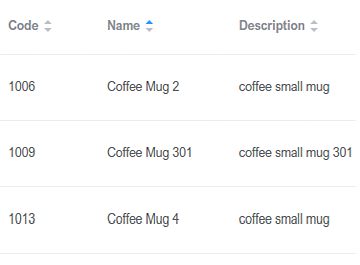 Code Name Description
1006 Coffee Mug 2 coffee small mug
1009 Coffee Mug 301 coffee small mug 301
1013 Coffee Mug 4 coffee small mug